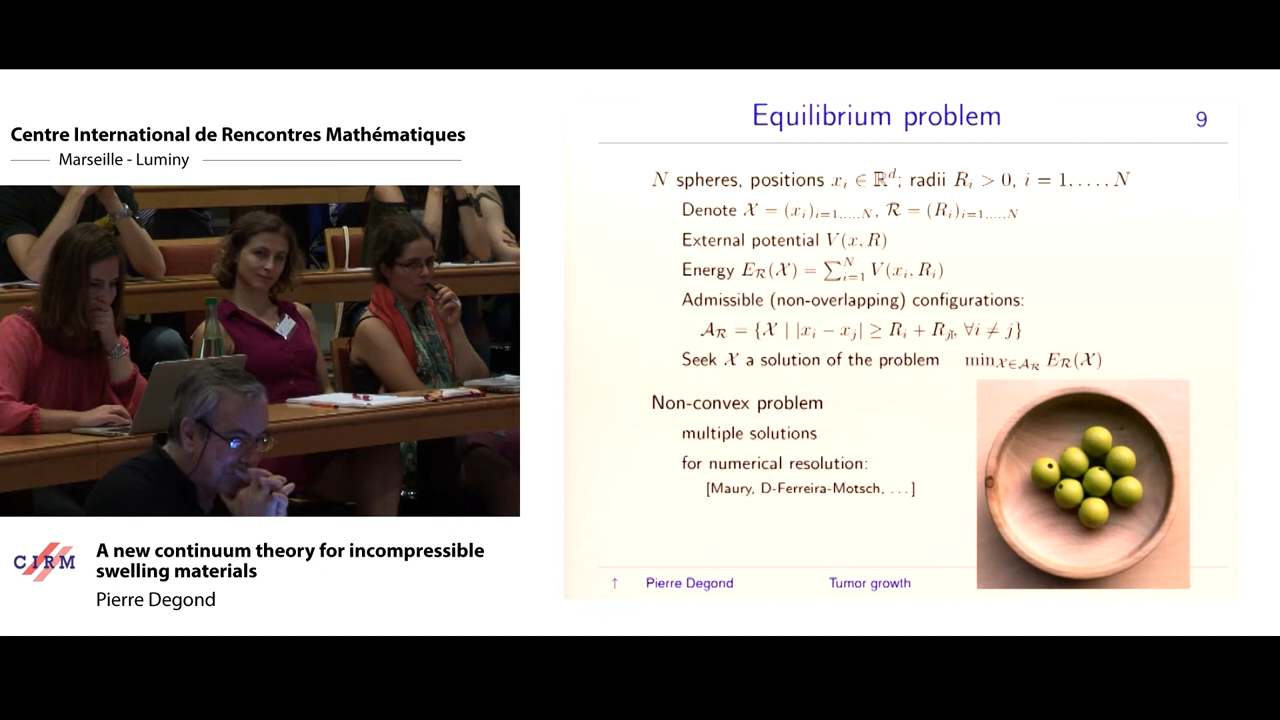 Centre International de Rencontres Mathématiques
Marseille - Luminy
CIRM
A new continuum theory for incompressible
swelling materials
Pierre Degond
Equilibrium problem 9
N spheres, positions x_i ∈ ℝ^d; radii R_i > 0, i = 1, . . . , N
Denote 𝒳 = (x_i)_{i=1,...,N}, ℛ = (R_i)_{i=1,...,N}
External potential V(x, R)
Energy E_ℛ(𝒳) = ∑_{i=1}^N V(x_i, R_i)
Admissible (non-overlapping) configurations:
𝒜_ℛ = {𝒳 | |x_i − x_j| ≥ R_i + R_j, ∀i ≠ j}
Seek 𝒳 a solution of the problem min_{𝒳∈𝒜_ℛ} E_ℛ(𝒳)
Non-convex problem
multiple solutions
for numerical resolution:
[Maury, D-Ferreira-Motsch, . . . ]
↑ Pierre Degond Tumor growth